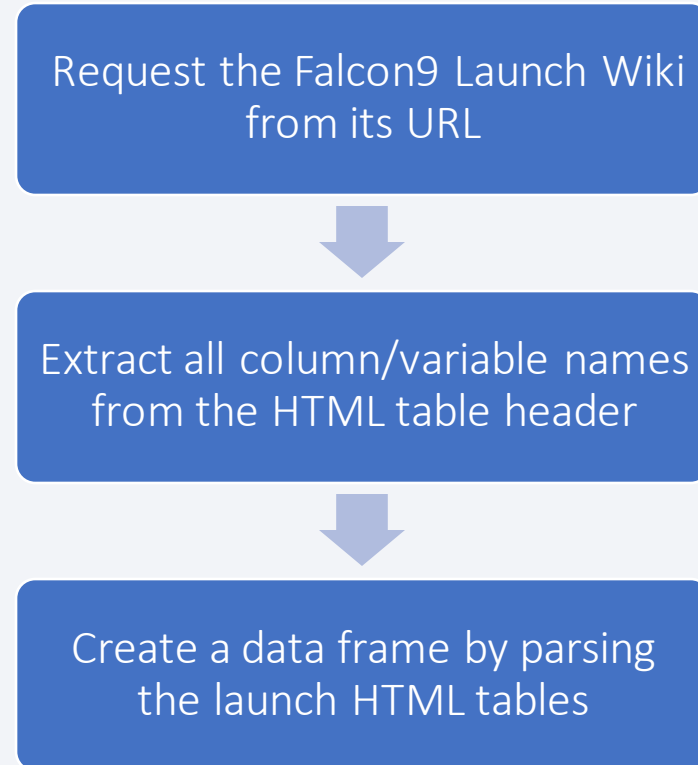 Request the Falcon9 Launch Wiki
from its URL
Extract all column/variable names
from the HTML table header
Create a data frame by parsing
the launch HTML tables